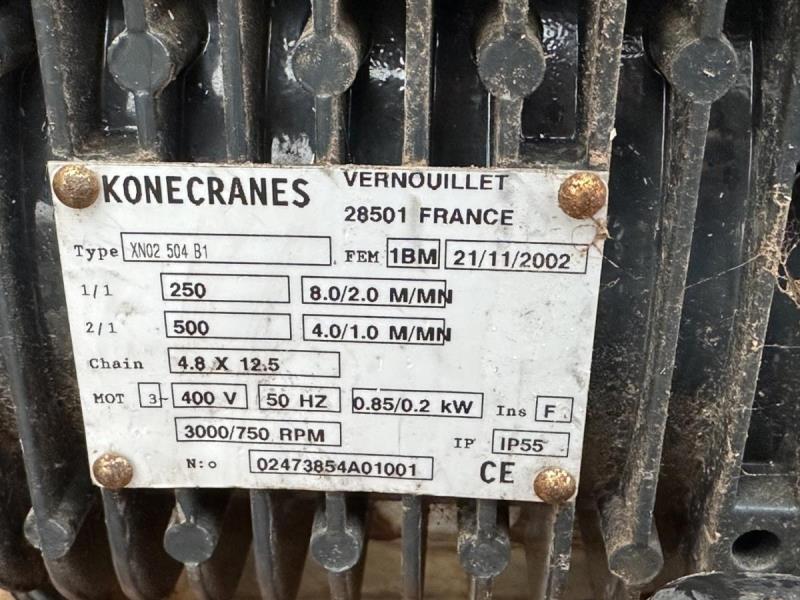 KONECRANES VERNOUILLET
28501 FRANCE
Type XN02 504 B1 FEM 1BM 21/11/2002
1/1 250 8.0/2.0 M/MN
2/1 500 4.0/1.0 M/MN
Chain 4.8 X 12.5
MOT 3~ 400 V 50 HZ 0.85/0.2 kW Ins F
3000/750 RPM IP IP55
N:o 02473854A01001 CE